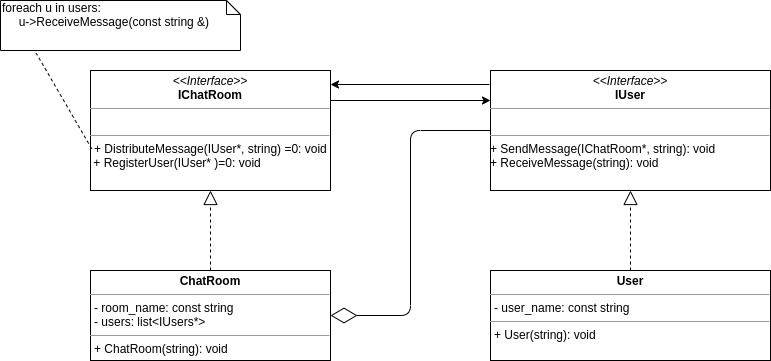 foreach u in users:
u->ReceiveMessage(const string &)
<<Interface>>
IChatRoom
+ DistributeMessage(IUser*, string) =0: void
+ RegisterUser(IUser* )=0: void
<<Interface>>
IUser
+ SendMessage(IChatRoom*, string): void
+ ReceiveMessage(string): void
ChatRoom
- room_name: const string
- users: list<IUsers*>
+ ChatRoom(string): void
User
- user_name: const string
+ User(string): void